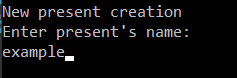 New present creation
Enter present's name:
example